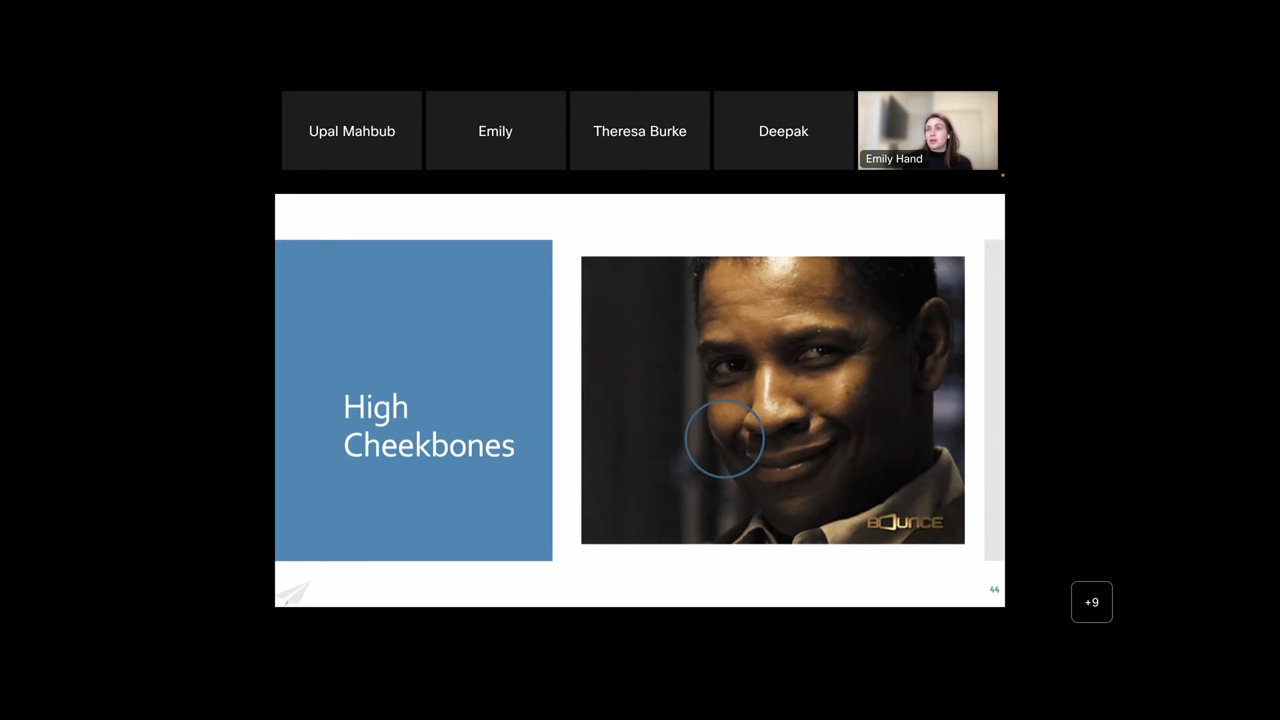 Upal Mahbub
Emily
Theresa Burke
Deepak
Emily Hand
High
Cheekbones
BOUNCE
44
+9